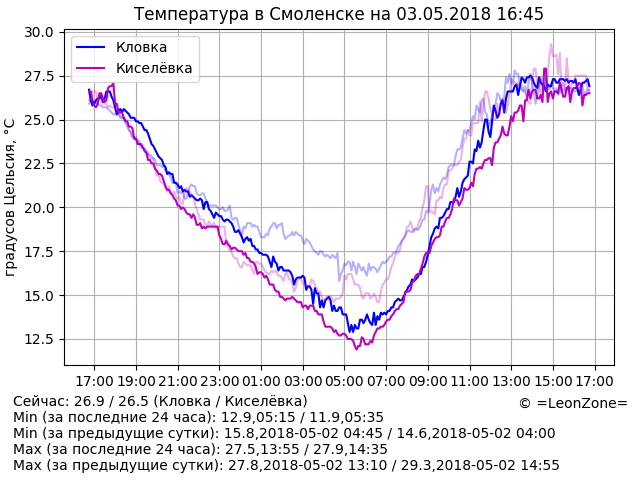 Температура в Смоленске на 03.05.2018 16:45
30.0
27.5
25.0
22.5
20.0
17.5
15.0
12.5
градусов Цельсия, °C
Кловка
Киселёвка
17:00 19:00 21:00 23:00 01:00 03:00 05:00 07:00 09:00 11:00 13:00 15:00 17:00
Сейчас: 26.9 / 26.5 (Кловка / Киселёвка)
© =LeonZone=
Min (за последние 24 часа): 12.9,05:15 / 11.9,05:35
Min (за предыдущие сутки): 15.8,2018-05-02 04:45 / 14.6,2018-05-02 04:00
Max (за последние 24 часа): 27.5,13:55 / 27.9,14:35
Max (за предыдущие сутки): 27.8,2018-05-02 13:10 / 29.3,2018-05-02 14:55